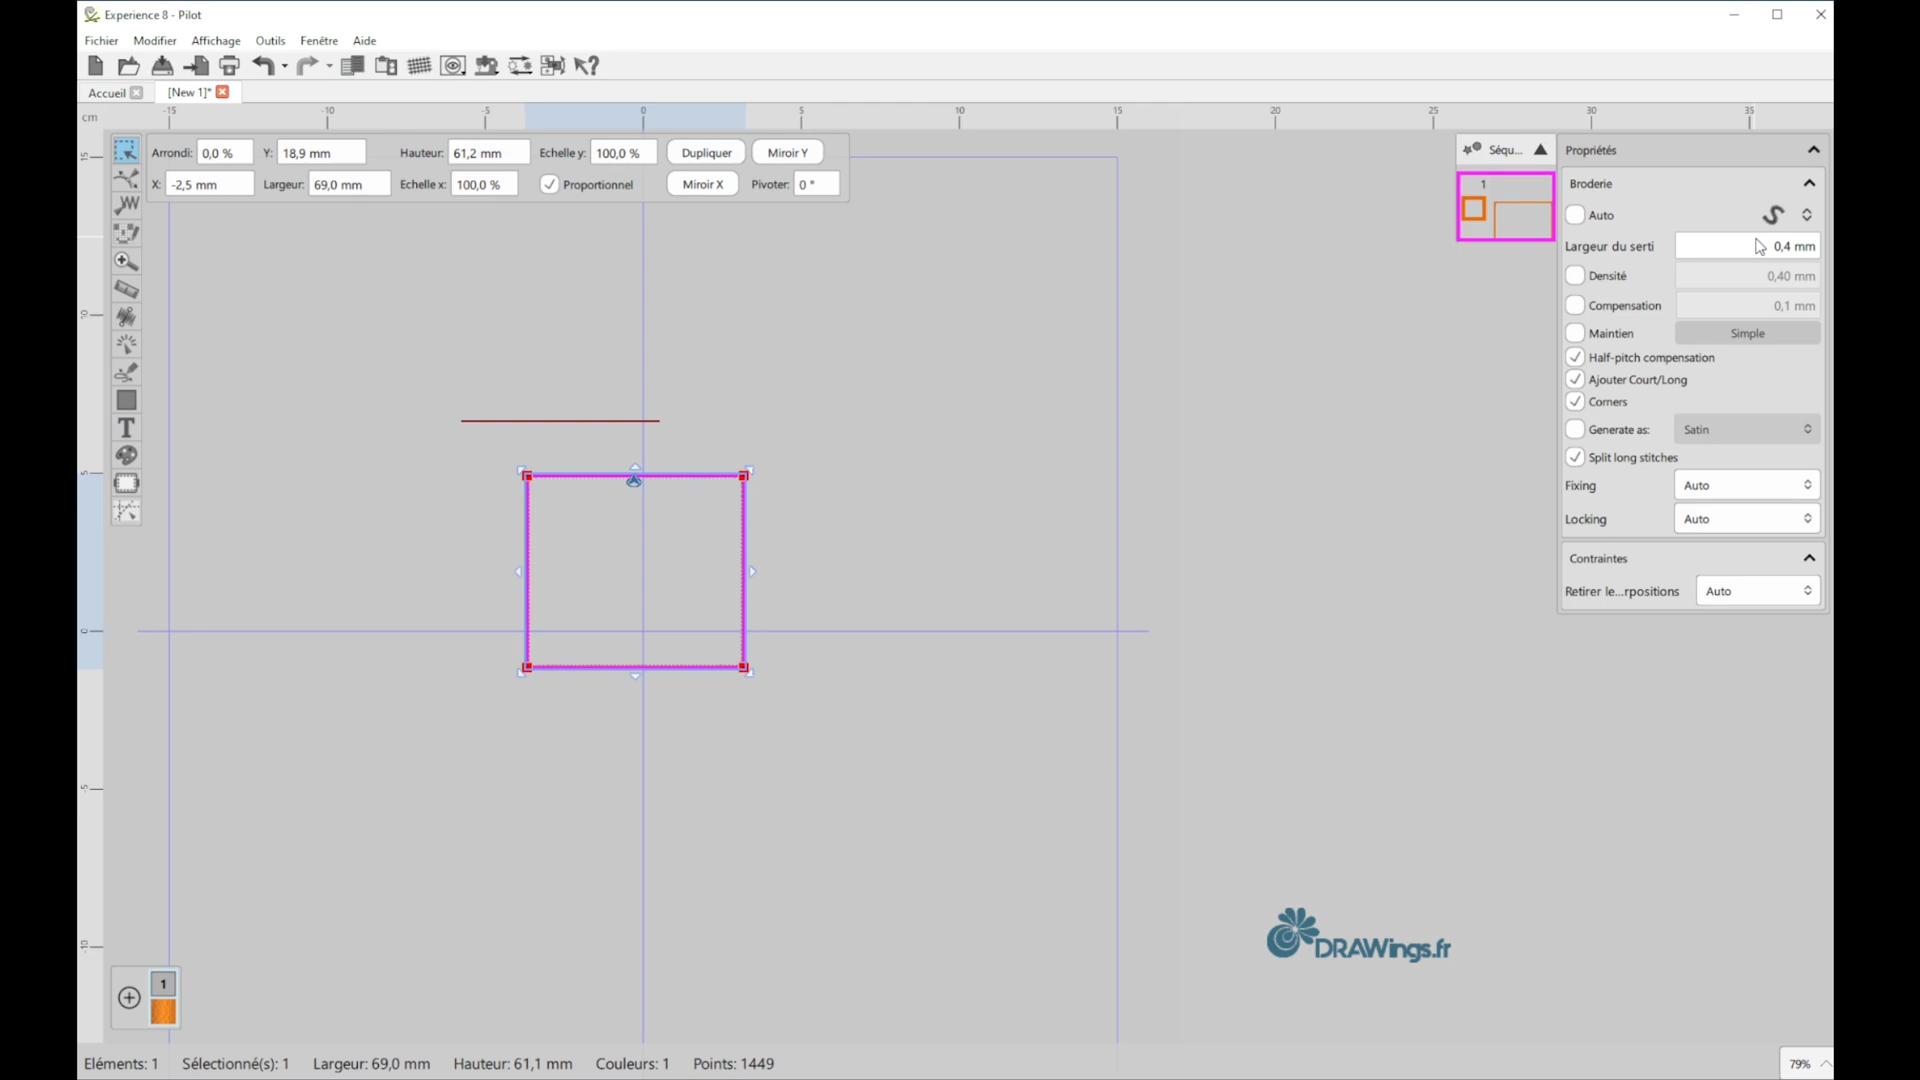 Experience 8 - Pilot
Fichier Modifier Affichage Outils Fenêtre Aide
Accueil [New 1]*
cm -15 -10 -5 0 5 10 15 20 25 30 35
Arrondi: 0,0 % Y: 18,9 mm Hauteur: 61,2 mm Echelle y: 100,0 % Dupliquer Miroir Y
X: -2,5 mm Largeur: 69,0 mm Echelle x: 100,0 % Proportionnel Miroir X Pivoter: 0 °
15
10
5
0
-5
-10
Séqu...
1
Propriétés
Broderie
Auto
Largeur du serti 0,4 mm
Densité 0,40 mm
Compensation 0,1 mm
Maintien Simple
Half-pitch compensation
Ajouter Court/Long
Corners
Generate as: Satin
Split long stitches
Fixing Auto
Locking Auto
Contraintes
Retirer le...rpositions Auto
DRAWings.fr
1
Eléments: 1 Sélectionné(s): 1 Largeur: 69,0 mm Hauteur: 61,1 mm Couleurs: 1 Points: 1449
79%